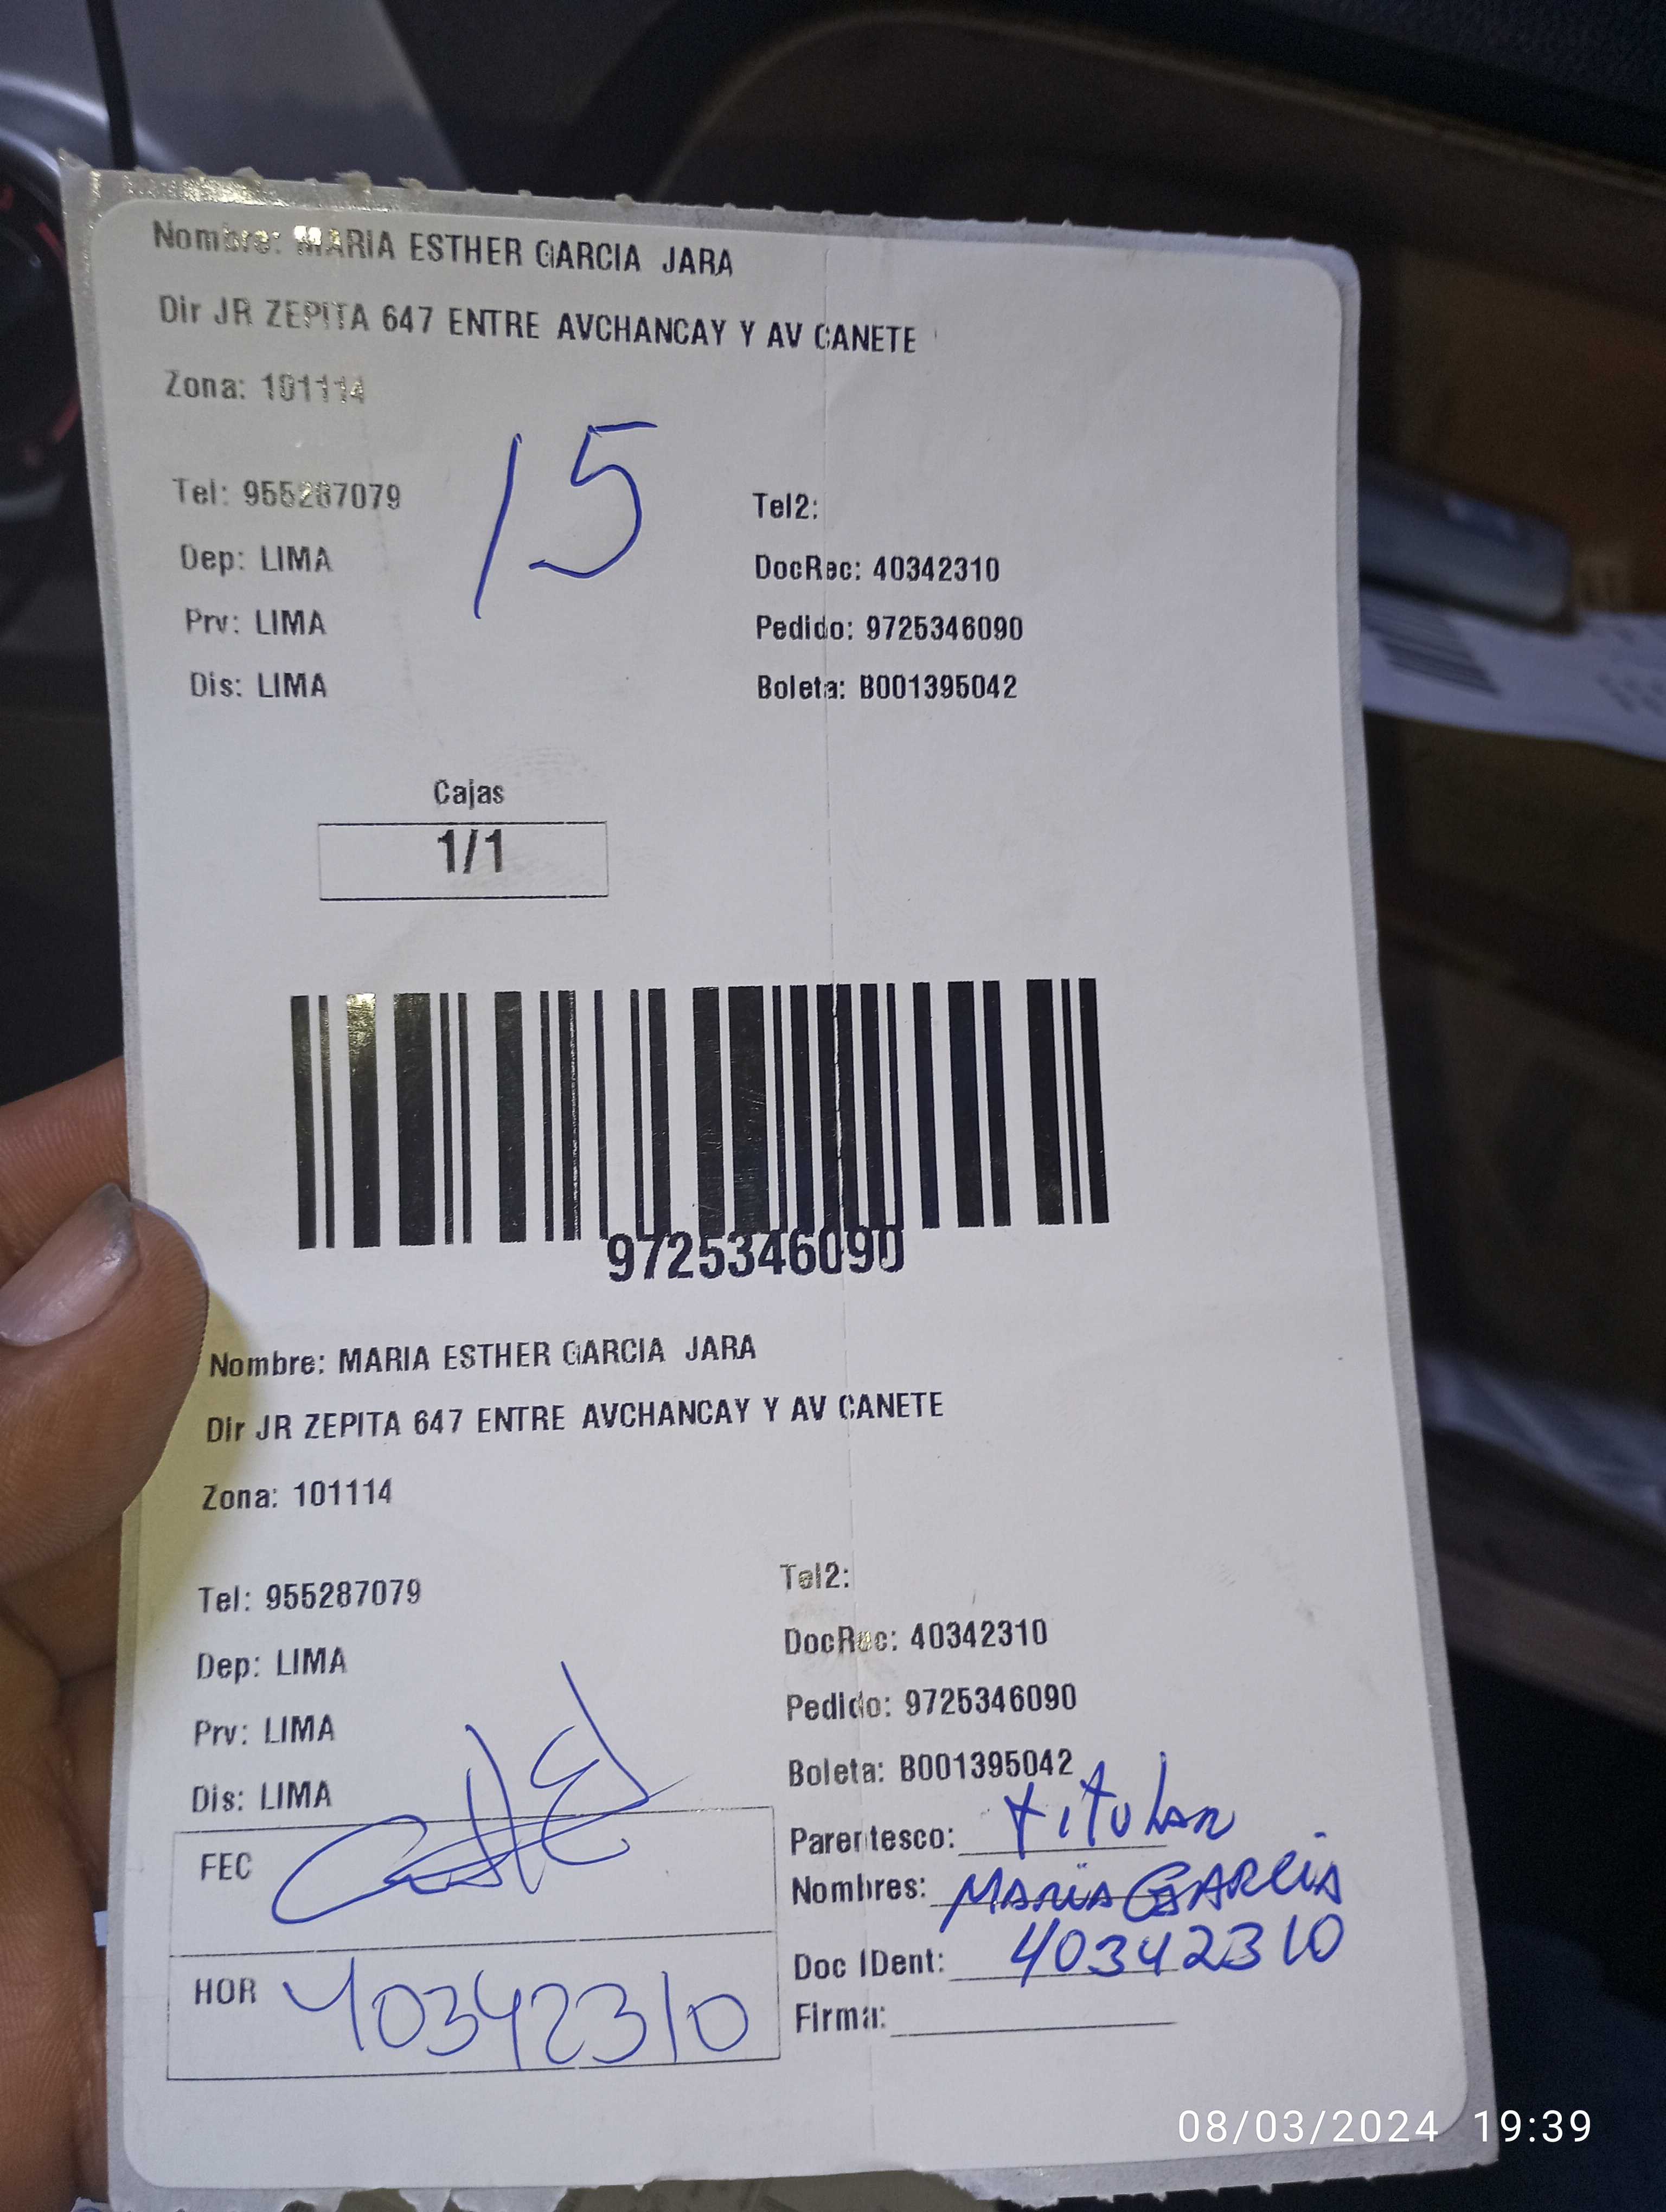 Nombre: MARIA ESTHER GARCIA JARA
Dir JR ZEPITA 647 ENTRE AVCHANCAY Y AV CANETE
Zona: 101114
15
Tel: 955287079
Tel2:
Dep: LIMA
DocRec: 40342310
Prv: LIMA
Pedido: 9725346090
Dis: LIMA
Boleta: B001395042
Cajas
1/1
9725346090
Nombre: MARIA ESTHER GARCIA JARA
Dir JR ZEPITA 647 ENTRE AVCHANCAY Y AV CANETE
Zona: 101114
Tel: 955287079
Tel2:
Dep: LIMA
DocRec: 40342310
Prv: LIMA
Pedido: 9725346090
Dis: LIMA
Boleta: B001395042
FEC
Parentesco: titular
Nombres: MARIA GARCIA
HOR 40342310
Doc IDent: 40342310
Firma:
08/03/2024 19:39